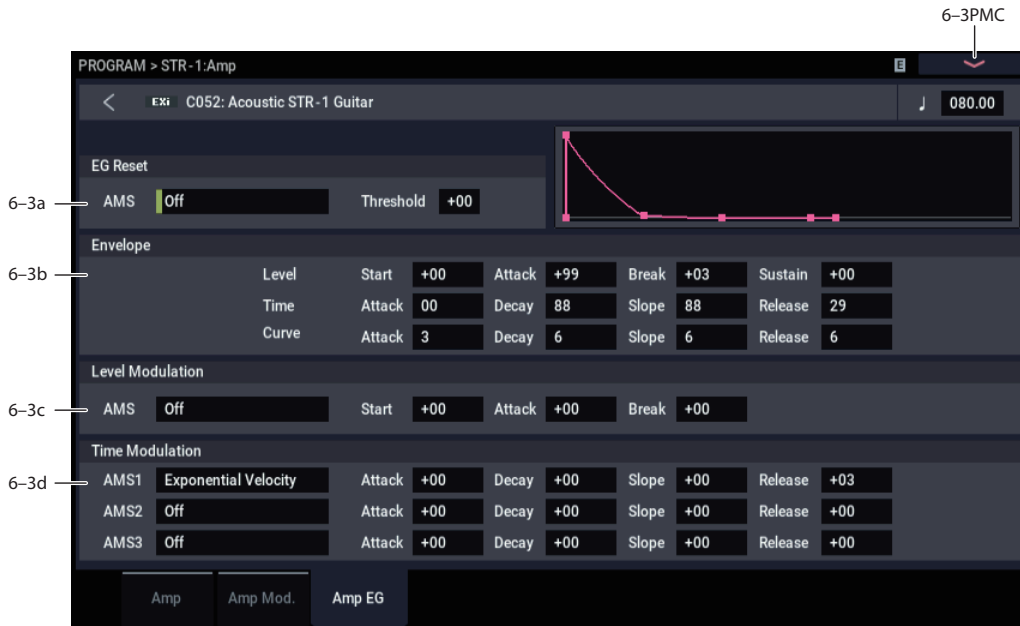 6–3PMC
PROGRAM > STR-1:Amp E
EXi C052: Acoustic STR-1 Guitar ♩ 080.00
EG Reset
6–3a AMS Off Threshold +00
Envelope
6–3b Level Start +00 Attack +99 Break +03 Sustain +00
Time Attack 00 Decay 88 Slope 88 Release 29
Curve Attack 3 Decay 6 Slope 6 Release 6
Level Modulation
6–3c AMS Off Start +00 Attack +00 Break +00
Time Modulation
6–3d AMS1 Exponential Velocity Attack +00 Decay +00 Slope +00 Release +03
AMS2 Off Attack +00 Decay +00 Slope +00 Release +00
AMS3 Off Attack +00 Decay +00 Slope +00 Release +00
Amp Amp Mod. Amp EG